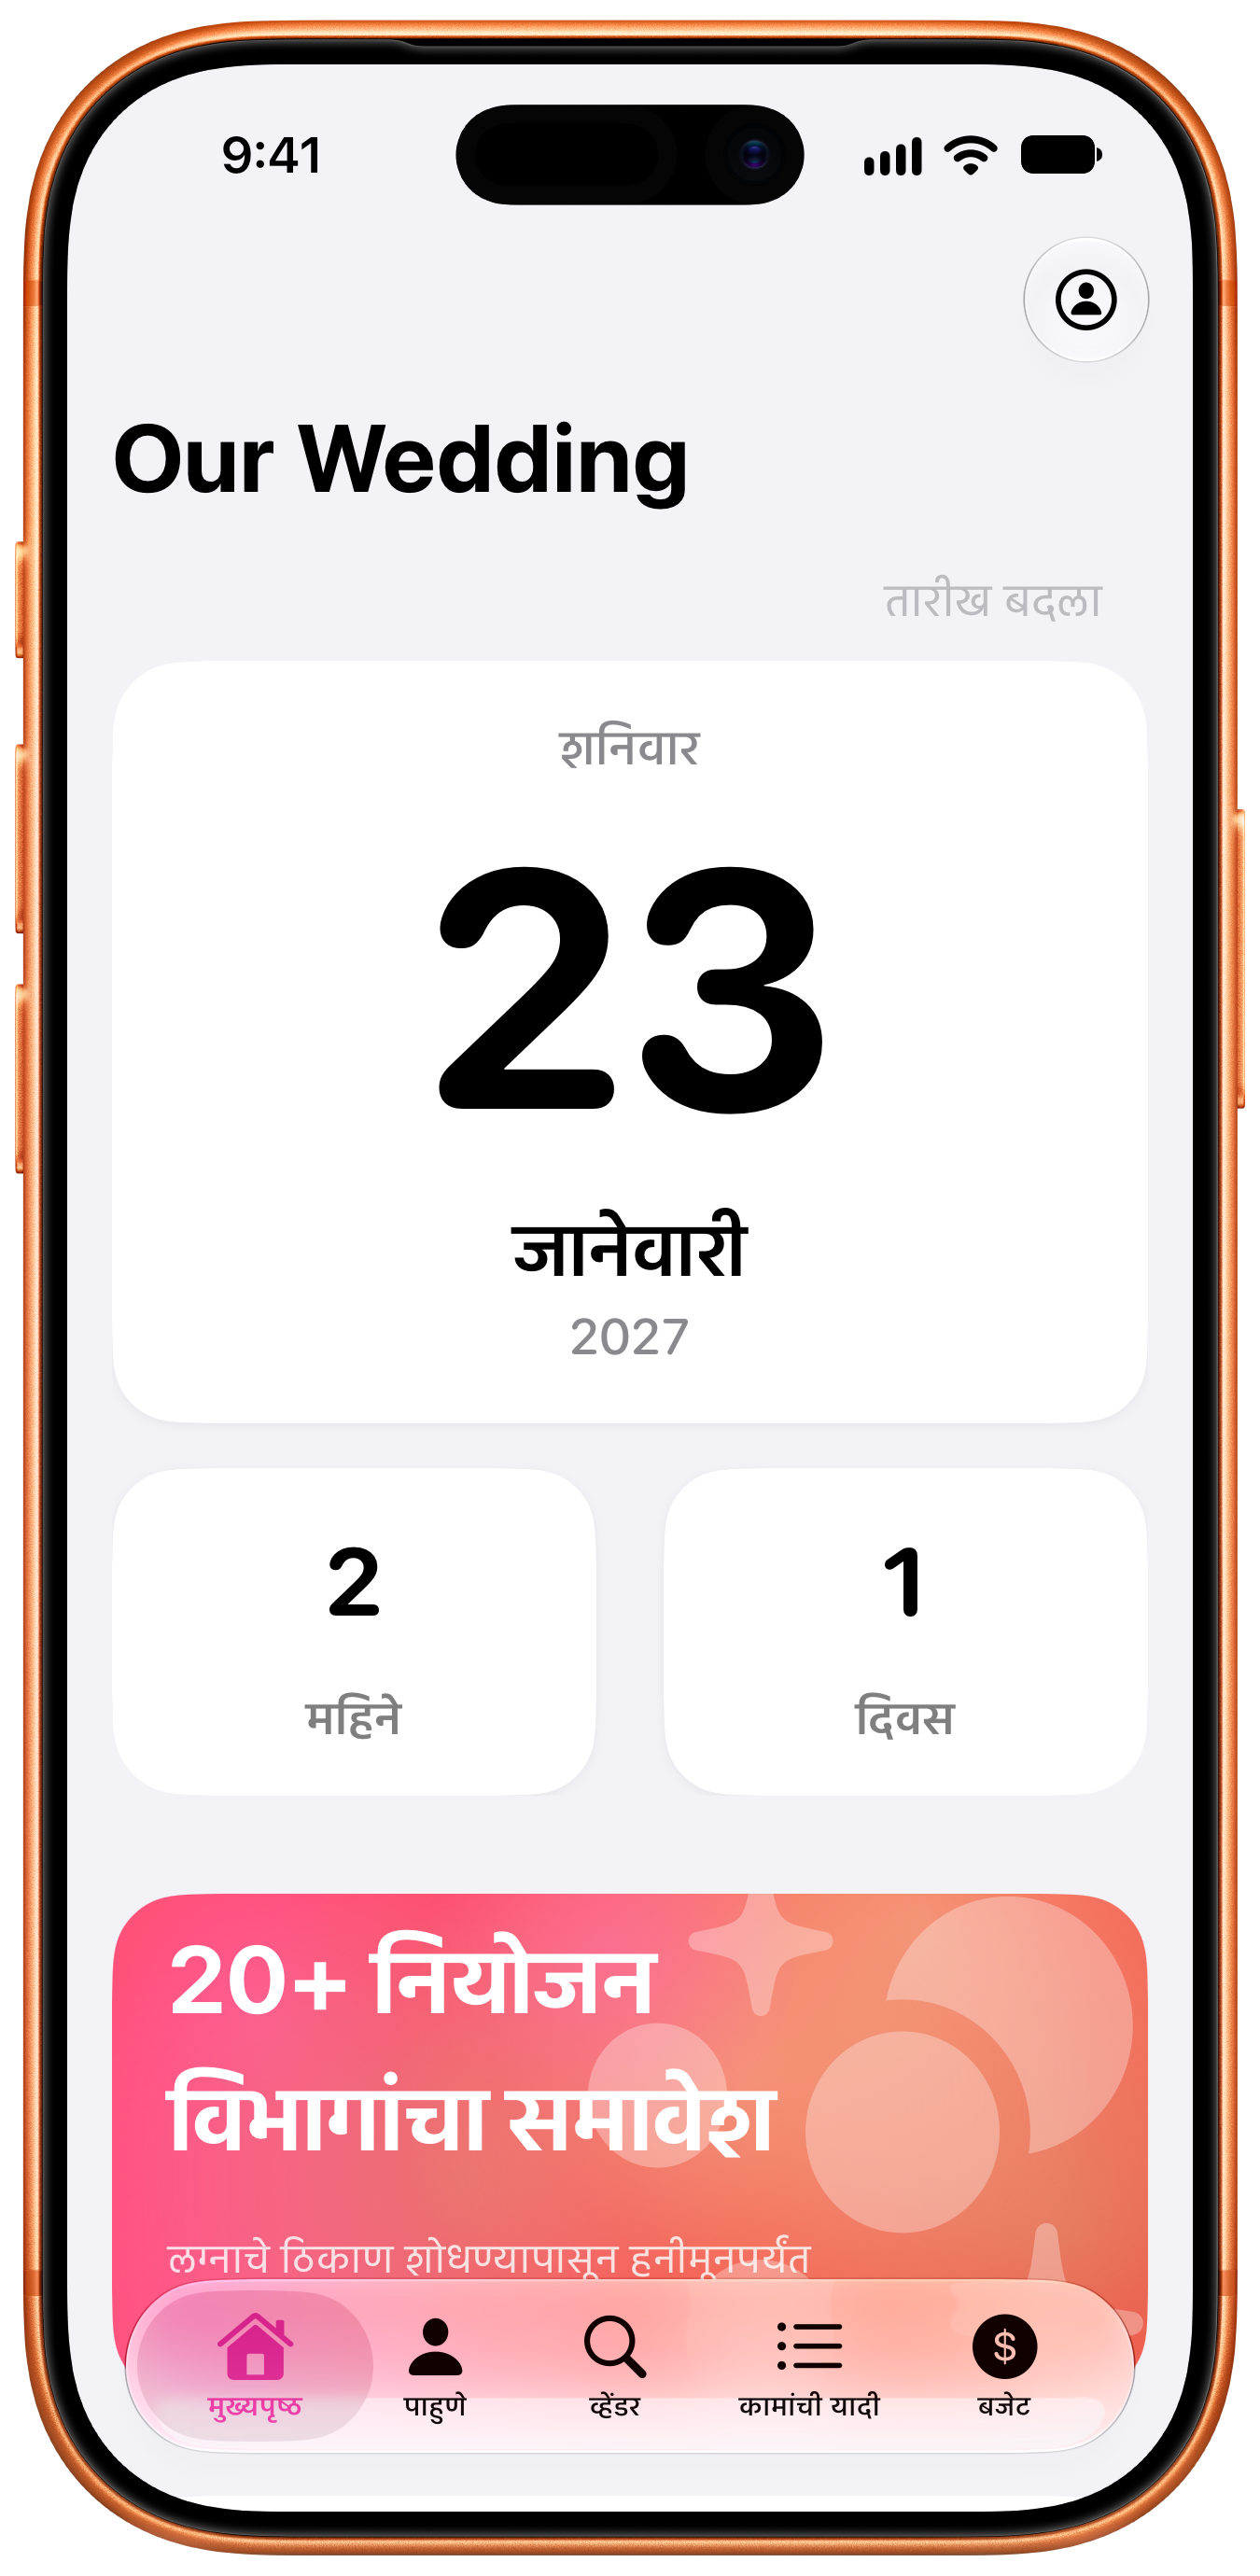 9:41
Our Wedding
तारीख बदला
शनिवार
23
जानेवारी
2027
2
महिने
1
दिवस
20+ नियोजन
विभागांचा समावेश
लग्नाचे ठिकाण शोधण्यापासून हनीमूनपर्यंत
मुख्यपृष्ठ
पाहुणे
व्हेंडर
कामांची यादी
बजेट